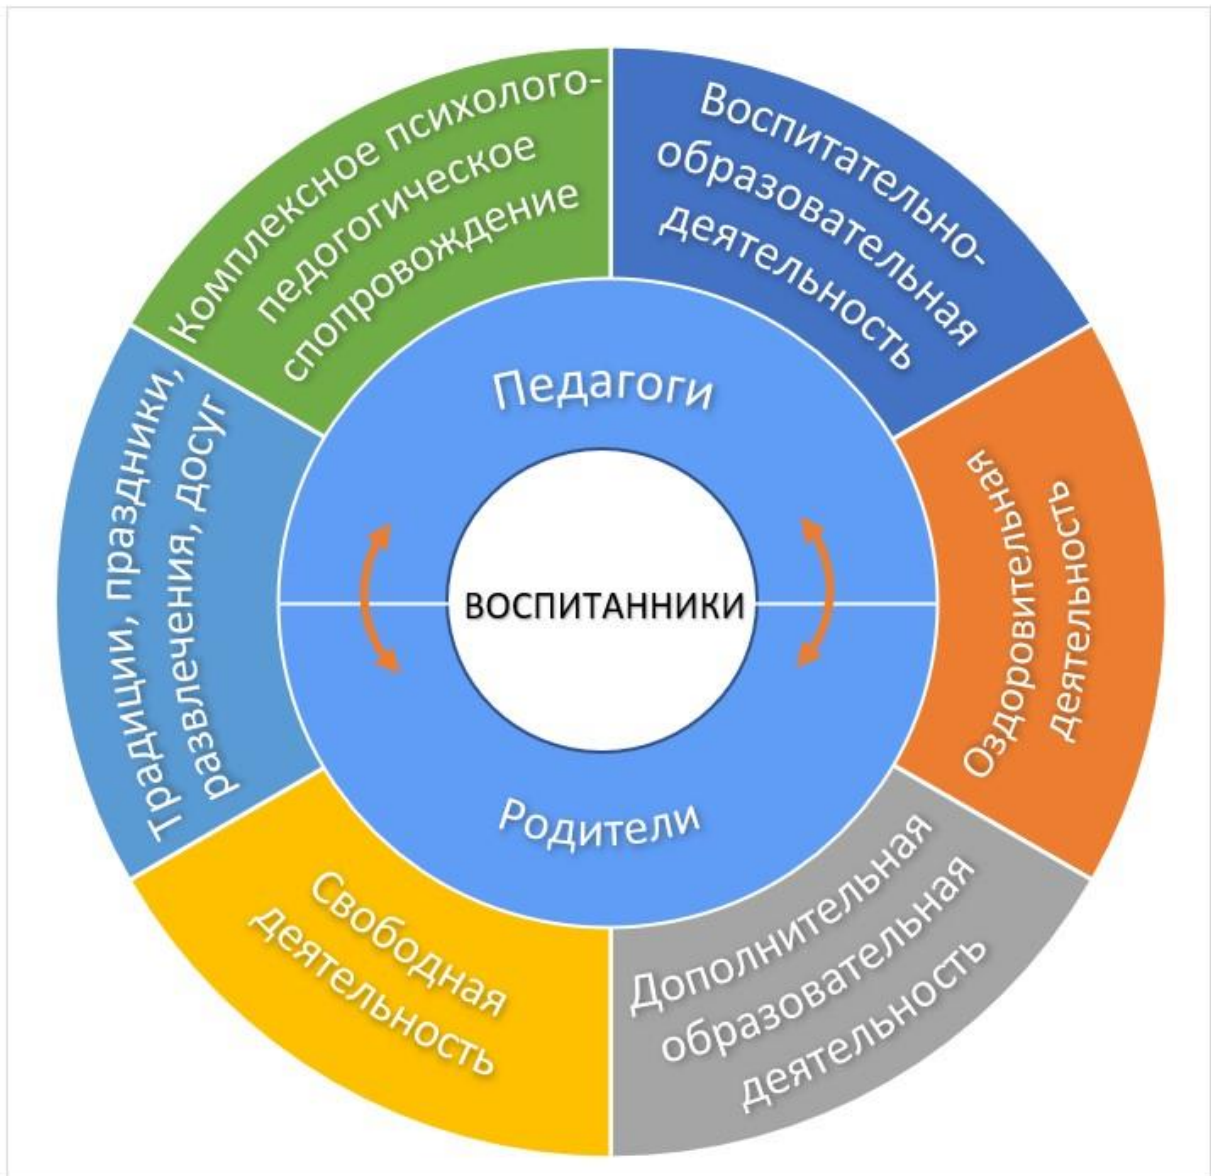 Комплексное психолого-
педогогическое
спопровождение
Воспитательно-
образовательная
деятельность
Оздоровительная
деятельность
Дополнительная
образовательная
деятельность
Свободная
деятельность
Традиции, праздники,
развлечения, досуг
Педагоги
ВОСПИТАННИКИ
Родители